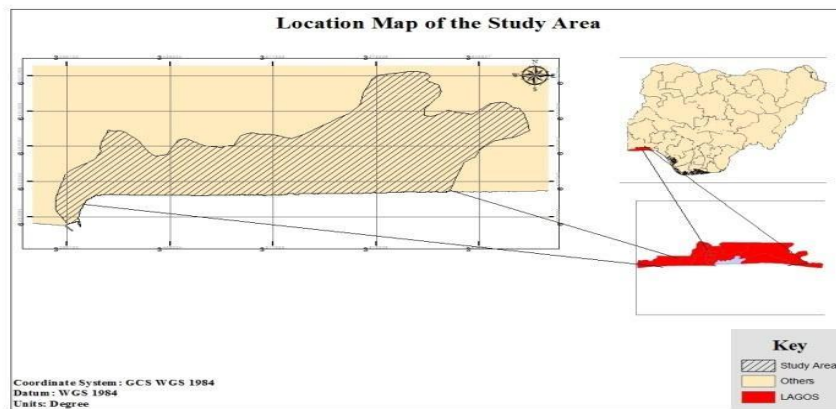 Location Map of the Study Area
N
S
Key
Study Area
Others
LAGOS
Coordinate System : GCS WGS 1984
Datum : WGS 1984
Units: Degree